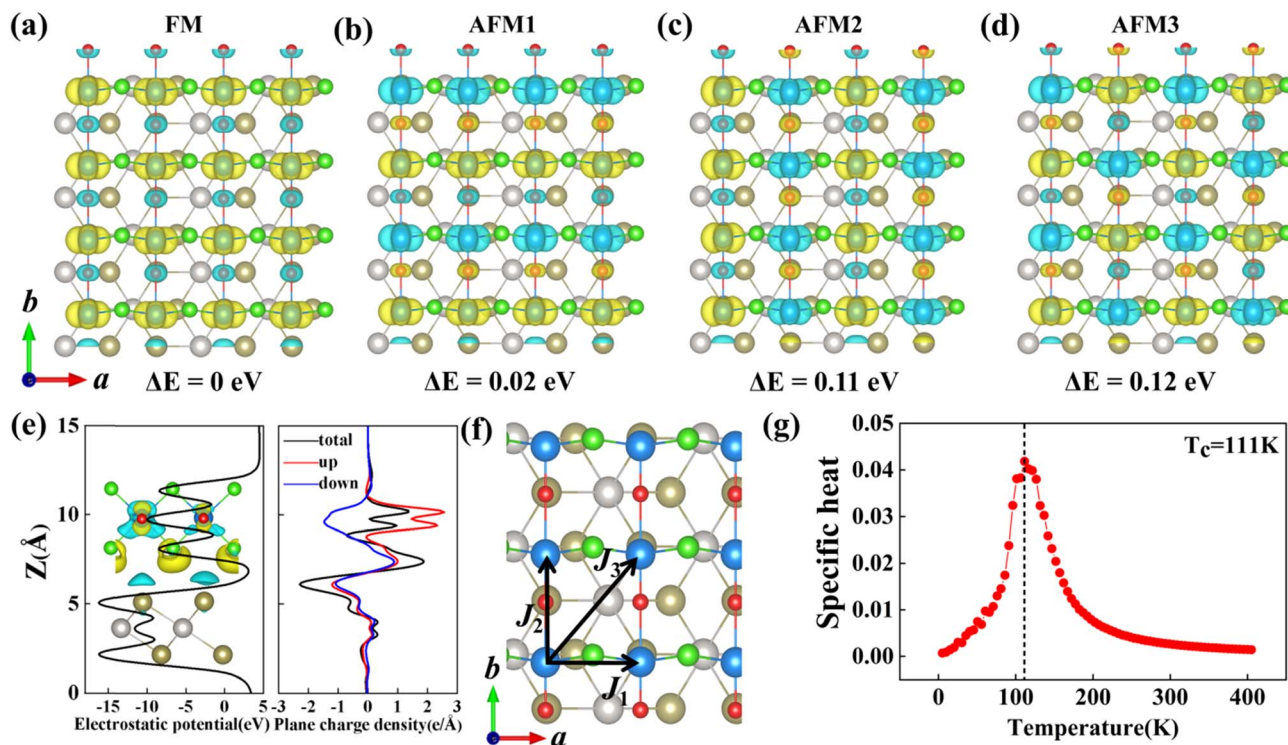 (a) FM
(b) AFM1
(c) AFM2
(d) AFM3
b
a
ΔE = 0 eV
ΔE = 0.02 eV
ΔE = 0.11 eV
ΔE = 0.12 eV
(e)
15
10
5
0
Z(Å)
-15 -10 -5 0 5
Electrostatic potential(eV)
total
up
down
-3 -2 -1 0 1 2 3
Plane charge density(e/Å)
(f)
J3
J2
J1
b
a
(g)
Tc=111K
0.05
0.04
0.03
0.02
0.01
0.00
Specific heat
0 100 200 300 400
Temperature(K)